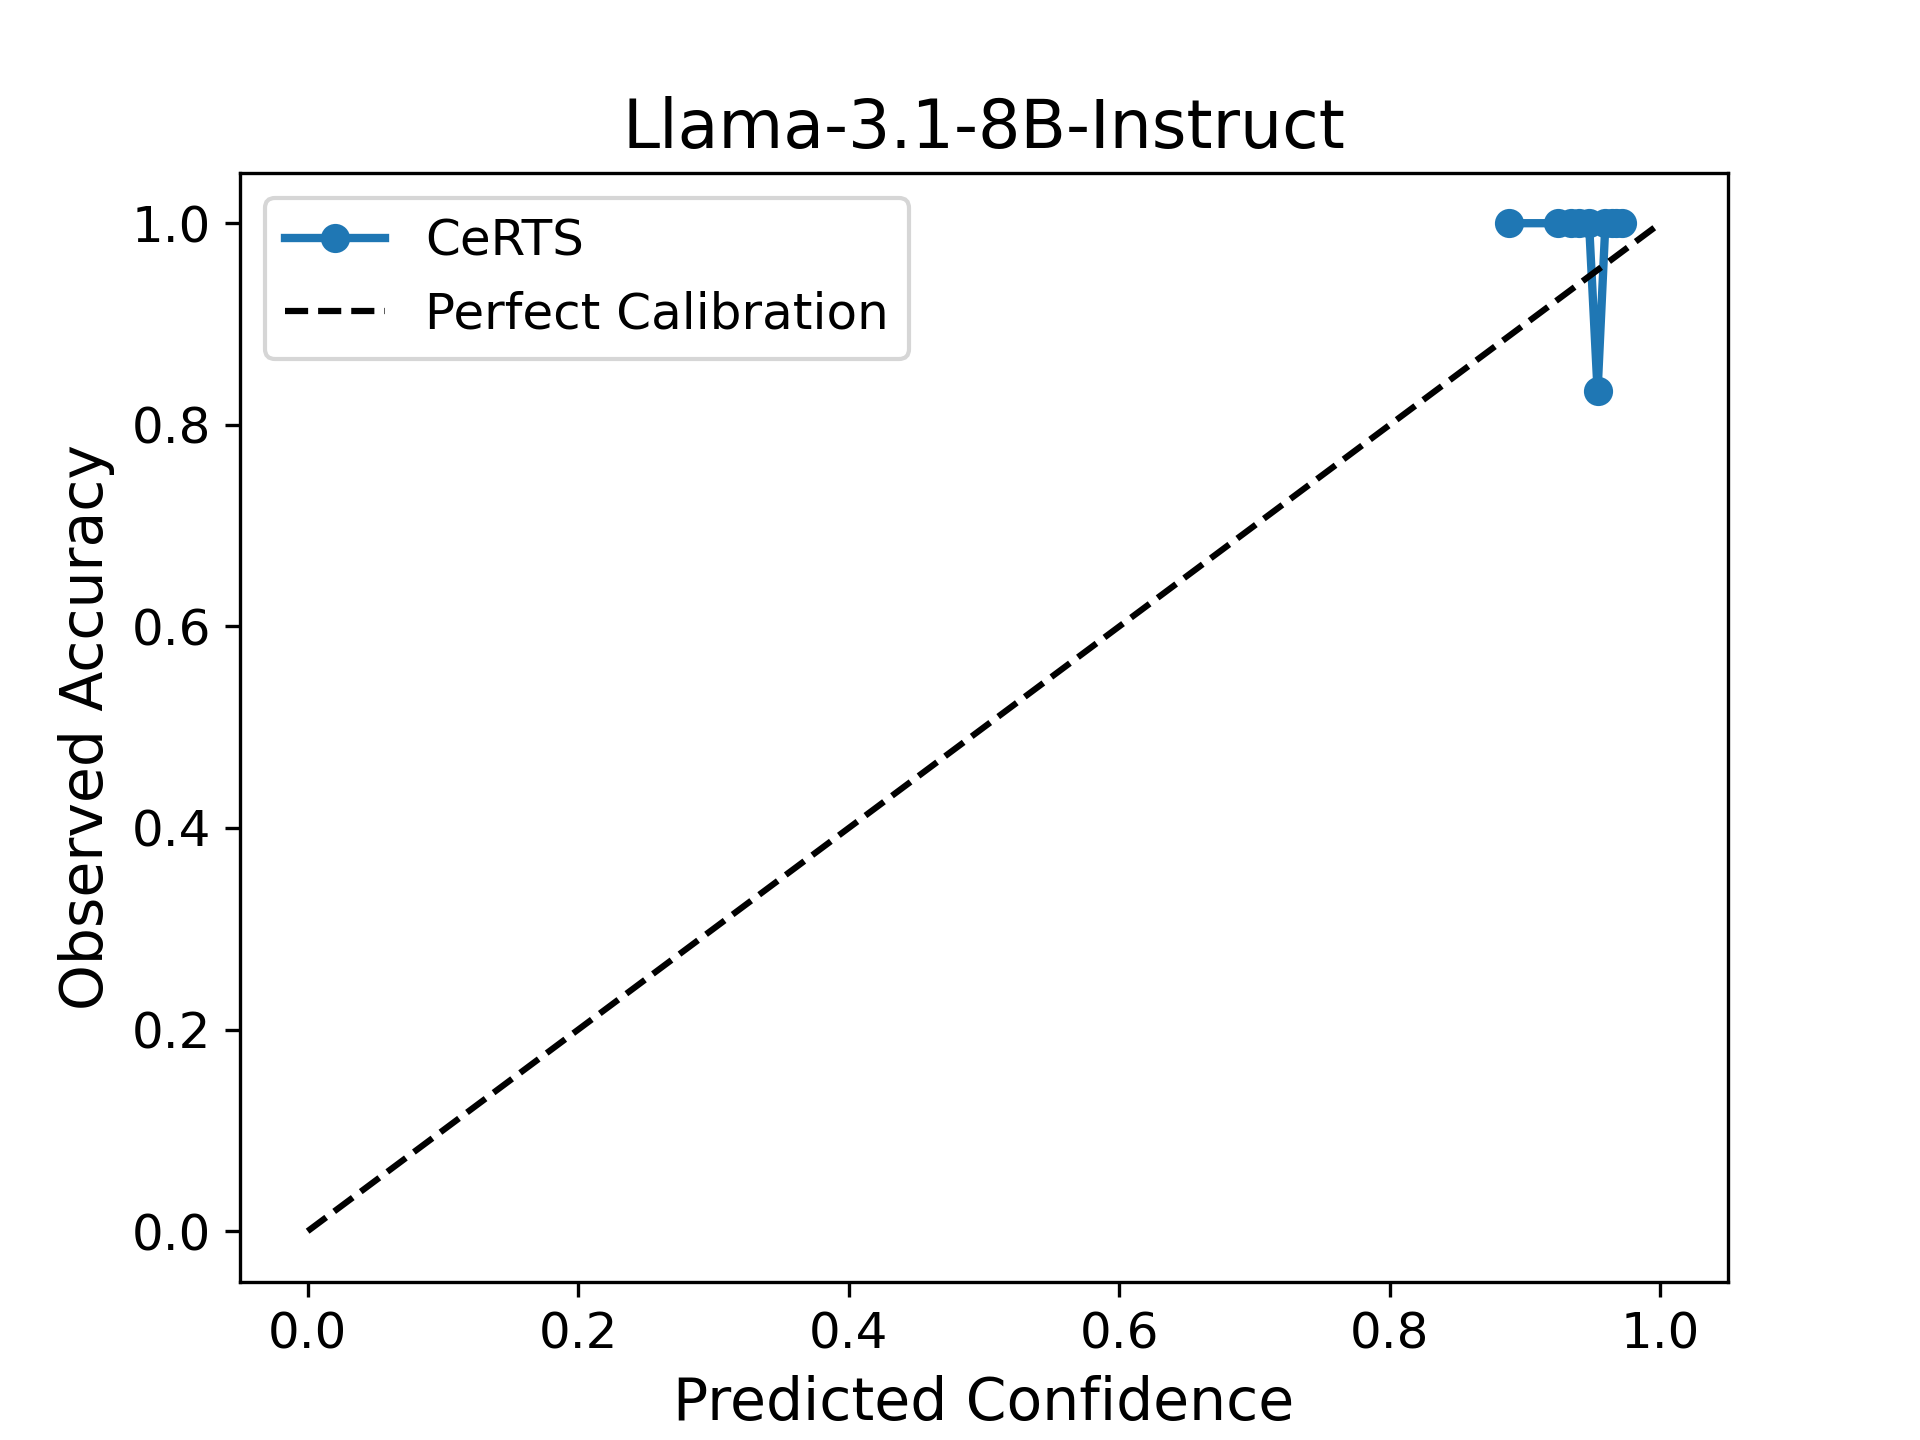 Llama-3.1-8B-Instruct
CeRTS
Perfect Calibration
1.0
0.8
0.6
0.4
0.2
0.0
Observed Accuracy
0.0 0.2 0.4 0.6 0.8 1.0
Predicted Confidence